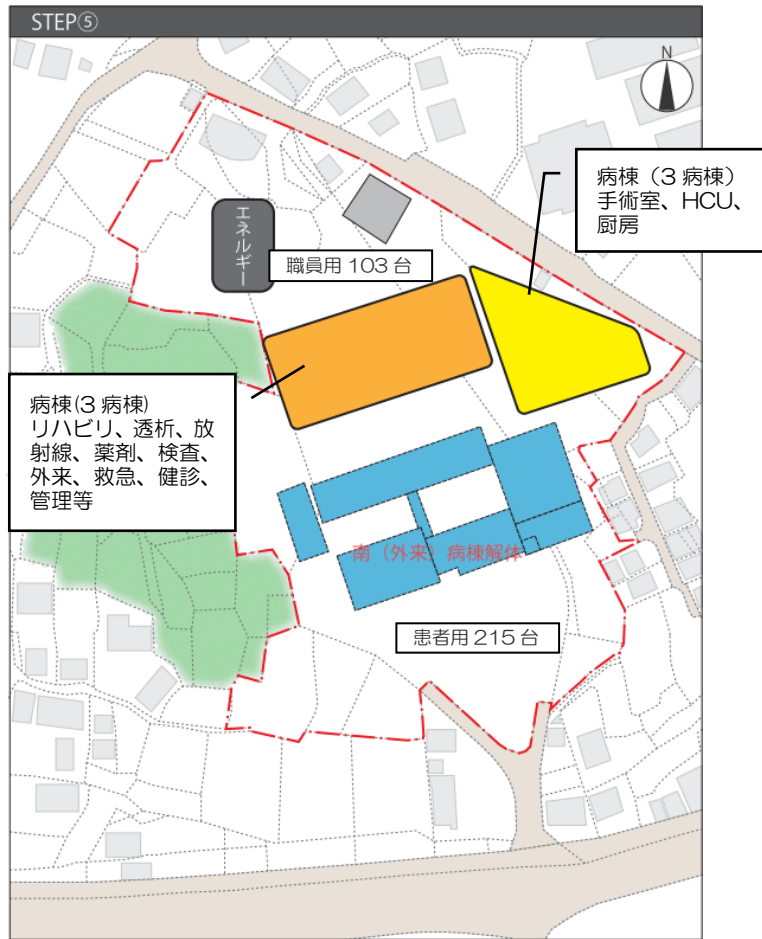 STEP⑤
N
病棟（3 病棟）
手術室、HCU、
厨房
エネルギー
職員用 103 台
病棟(3 病棟)
リハビリ、透析、放
射線、薬剤、検査、
外来、救急、健診、
管理等
南（外来）病棟解体
患者用 215 台